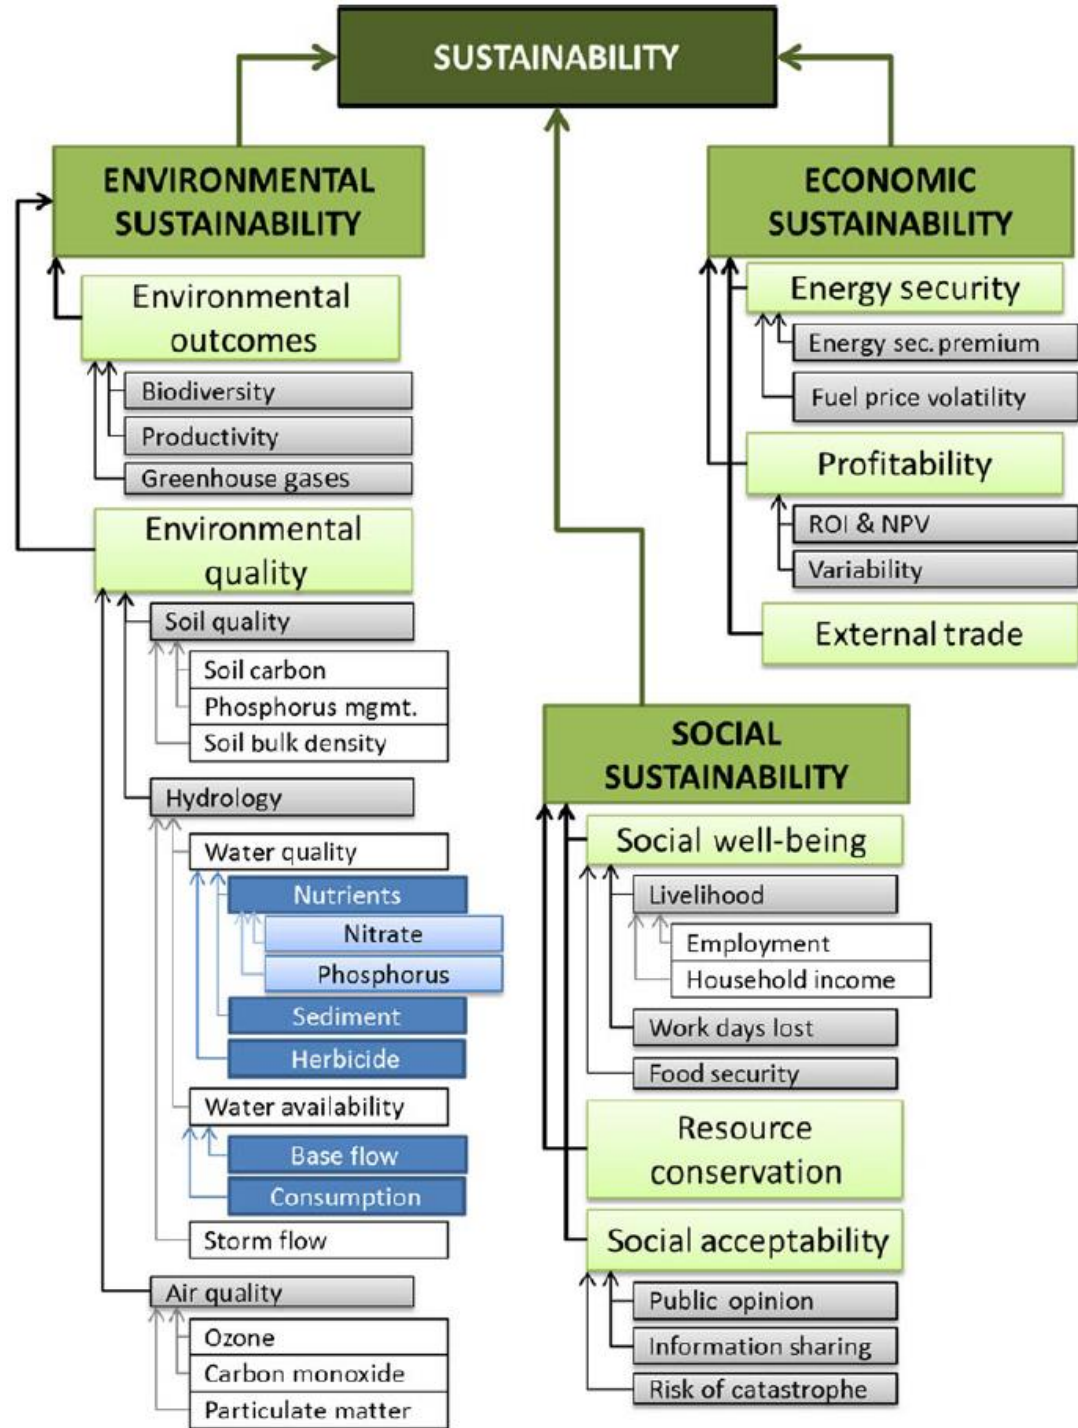 SUSTAINABILITY
ENVIRONMENTAL
SUSTAINABILITY
Environmental
outcomes
Biodiversity
Productivity
Greenhouse gases
Environmental
quality
Soil quality
Soil carbon
Phosphorus mgmt.
Soil bulk density
Hydrology
Water quality
Nutrients
Nitrate
Phosphorus
Sediment
Herbicide
Water availability
Base flow
Consumption
Storm flow
Air quality
Ozone
Carbon monoxide
Particulate matter
ECONOMIC
SUSTAINABILITY
Energy security
Energy sec. premium
Fuel price volatility
Profitability
ROI & NPV
Variability
External trade
SOCIAL
SUSTAINABILITY
Social well-being
Livelihood
Employment
Household income
Work days lost
Food security
Resource
conservation
Social acceptability
Public opinion
Information sharing
Risk of catastrophe